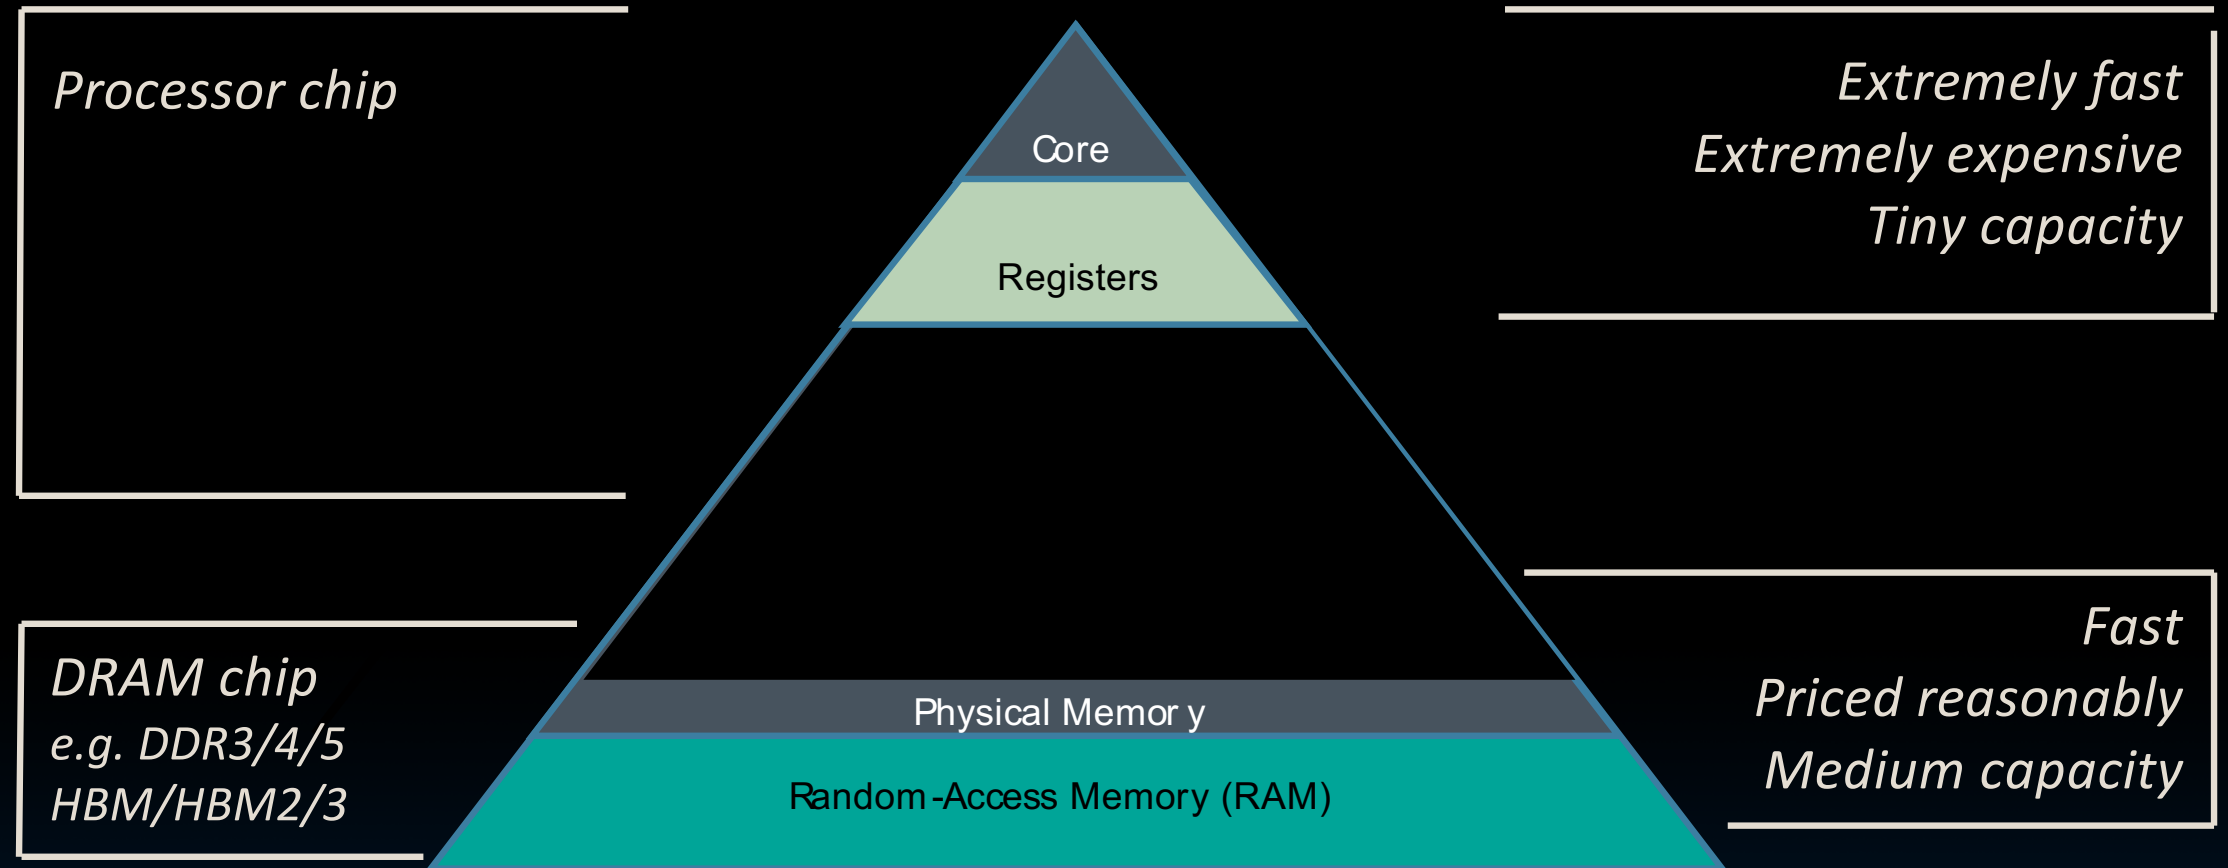 Processor chip
Core
Registers
Extremely fast
Extremely expensive
Tiny capacity
DRAM chip
e.g. DDR3/4/5
HBM/HBM2/3
Physical Memory
Random-Access Memory (RAM)
Fast
Priced reasonably
Medium capacity